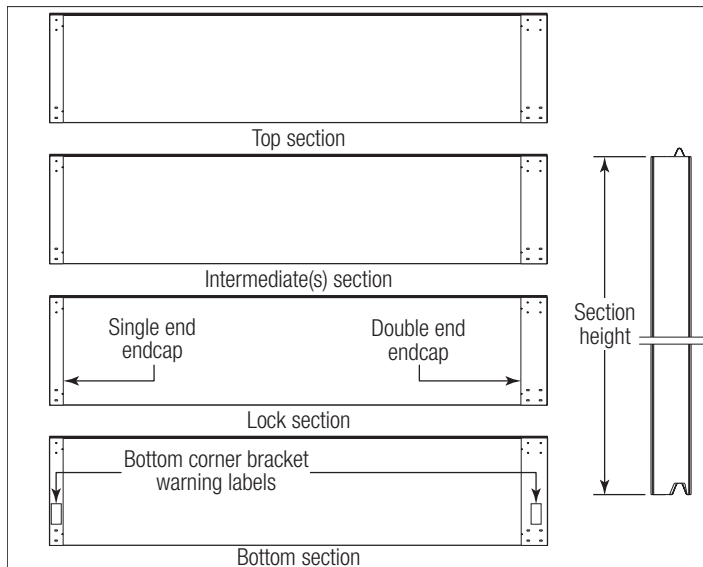 Top section
Intermediate(s) section
Single end
endcap
Double end
endcap
Lock section
Bottom corner bracket
warning labels
Bottom section
Section
height